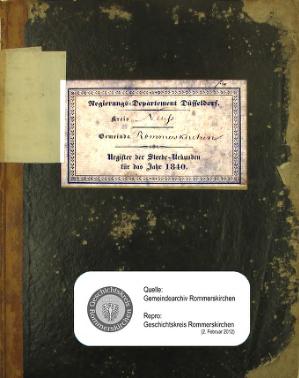 Regierungs-Departement Düsseldorf.
Kreis Neuß
Gemeinde Rommerskirchen
Register der Sterbe-Urkunden
für das Jahr 1840.
Geschichtskreis
Rommerskirchen
Quelle:
Gemeindearchiv Rommerskirchen
Repro:
Geschichtskreis Rommerskirchen
(2. Februar 2012)